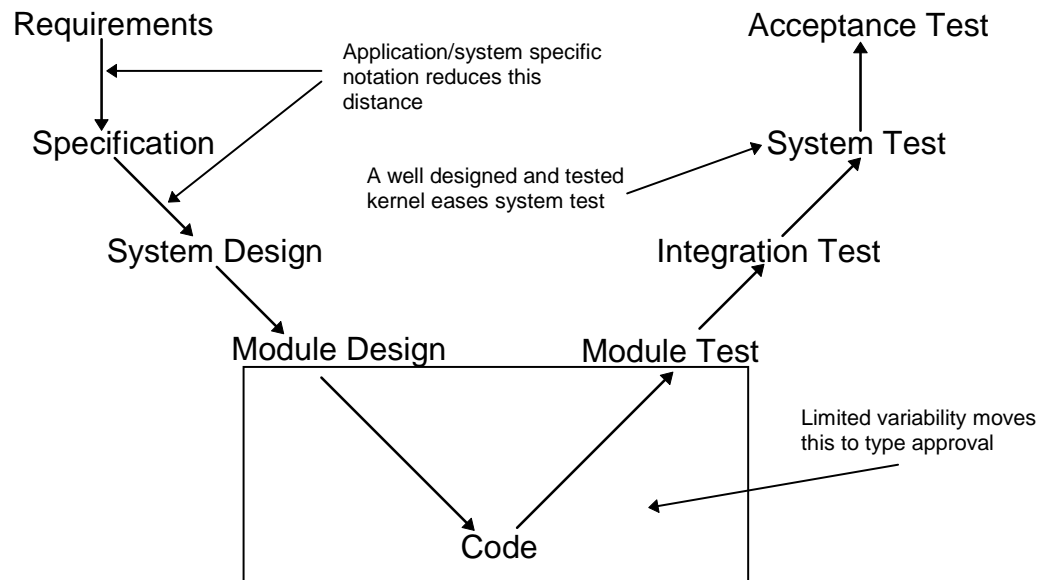 Requirements
Acceptance Test
Application/system specific
notation reduces this
distance
Specification
System Test
A well designed and tested
kernel eases system test
System Design
Integration Test
Module Design
Module Test
Limited variability moves
this to type approval
Code